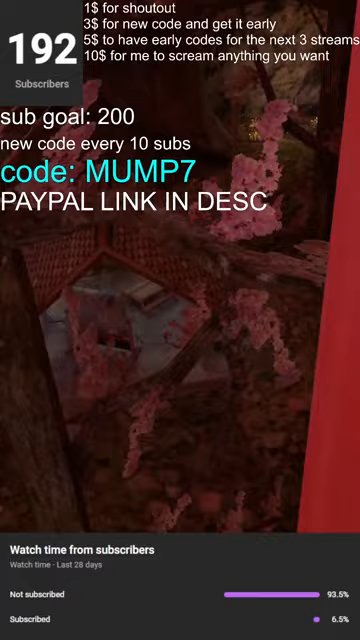 192
Subscribers
1$ for shoutout
3$ for new code and get it early
5$ to have early codes for the next 3 streams
10$ for me to scream anything you want
sub goal: 200
new code every 10 subs
code: MUMP7
PAYPAL LINK IN DESC
Watch time from subscribers
Watch time · Last 28 days
Not subscribed 93.5%
Subscribed 6.5%